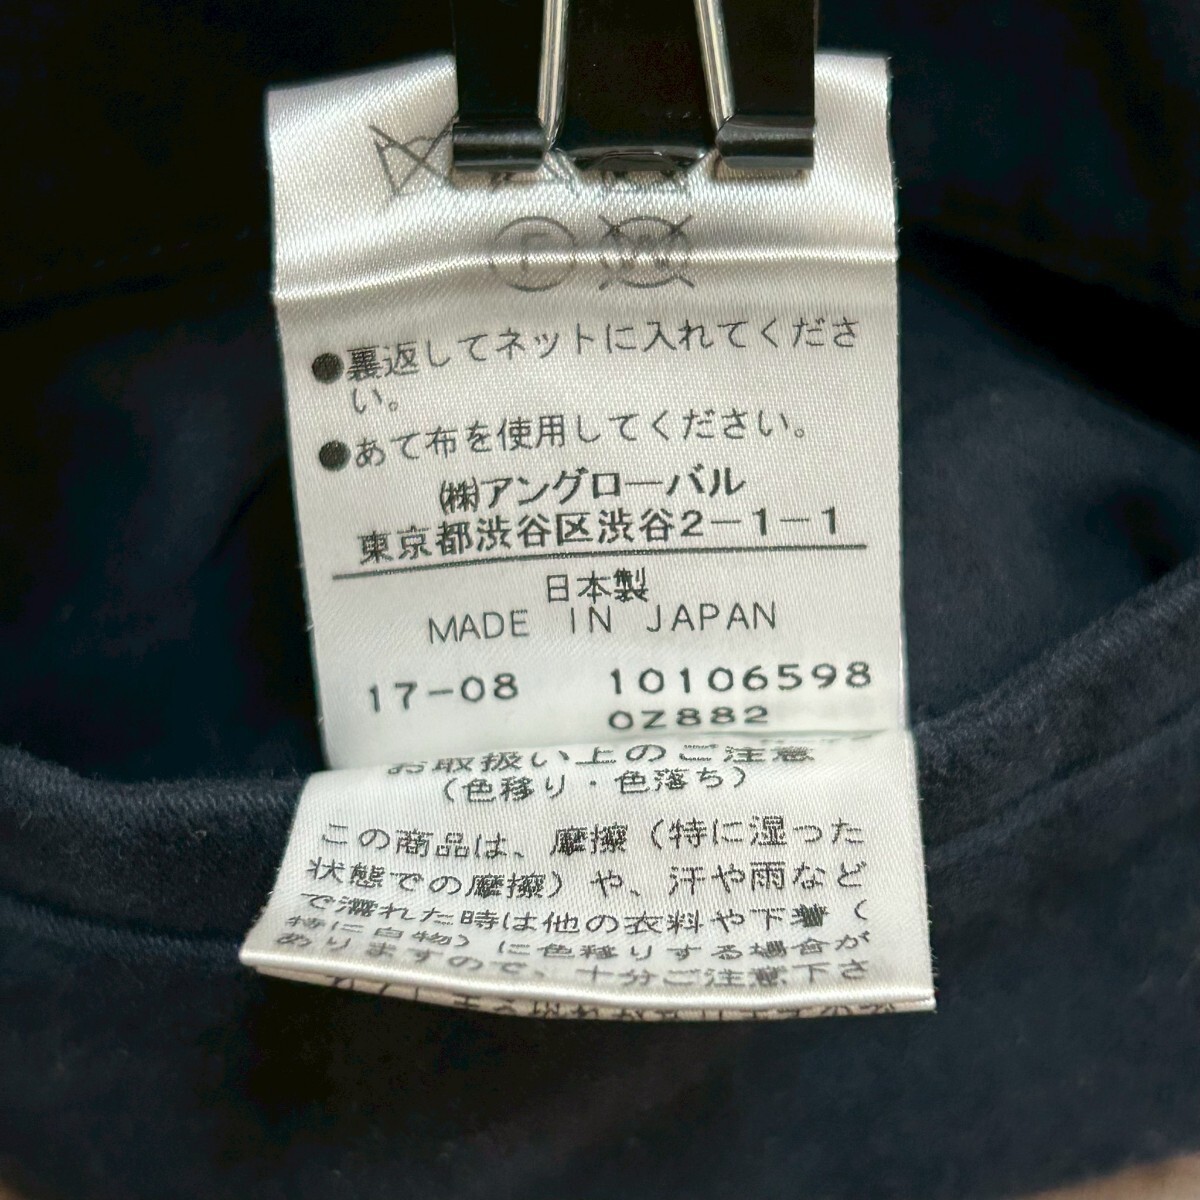 F
W
●裏返してネットに入れてくださ
い。
●あて布を使用してください。
㈱アングローバル
東京都渋谷区渋谷2-1-1
日本製
MADE IN JAPAN
17-08 10106598
0Z882
お取扱い上のご注意
(色移り・色落ち)
この商品は、摩擦(特に湿った
状態での摩擦)や、汗や雨など
で濡れた時は他の衣料や下着(
特に白物)に色移りする場合が
ありますので、十分ご注意下さ